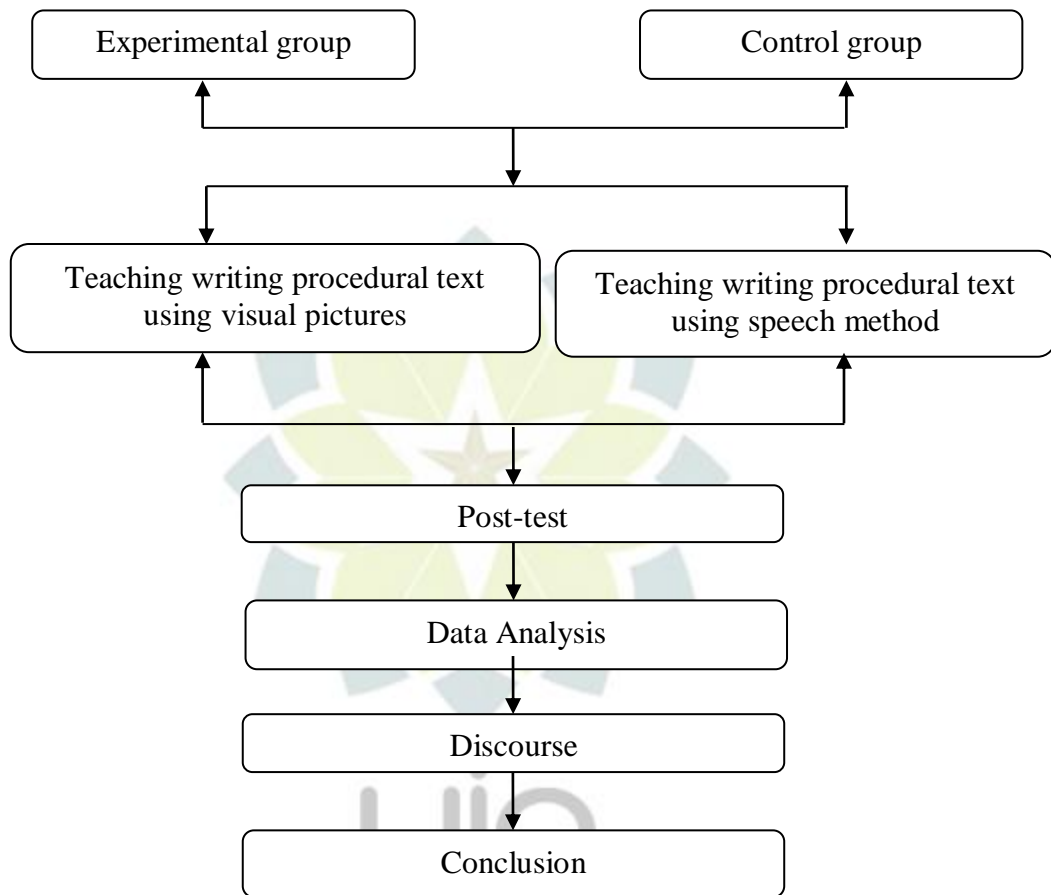 Experimental group
Control group
Teaching writing procedural text
using visual pictures
Teaching writing procedural text
using speech method
Post-test
Data Analysis
Discourse
Conclusion